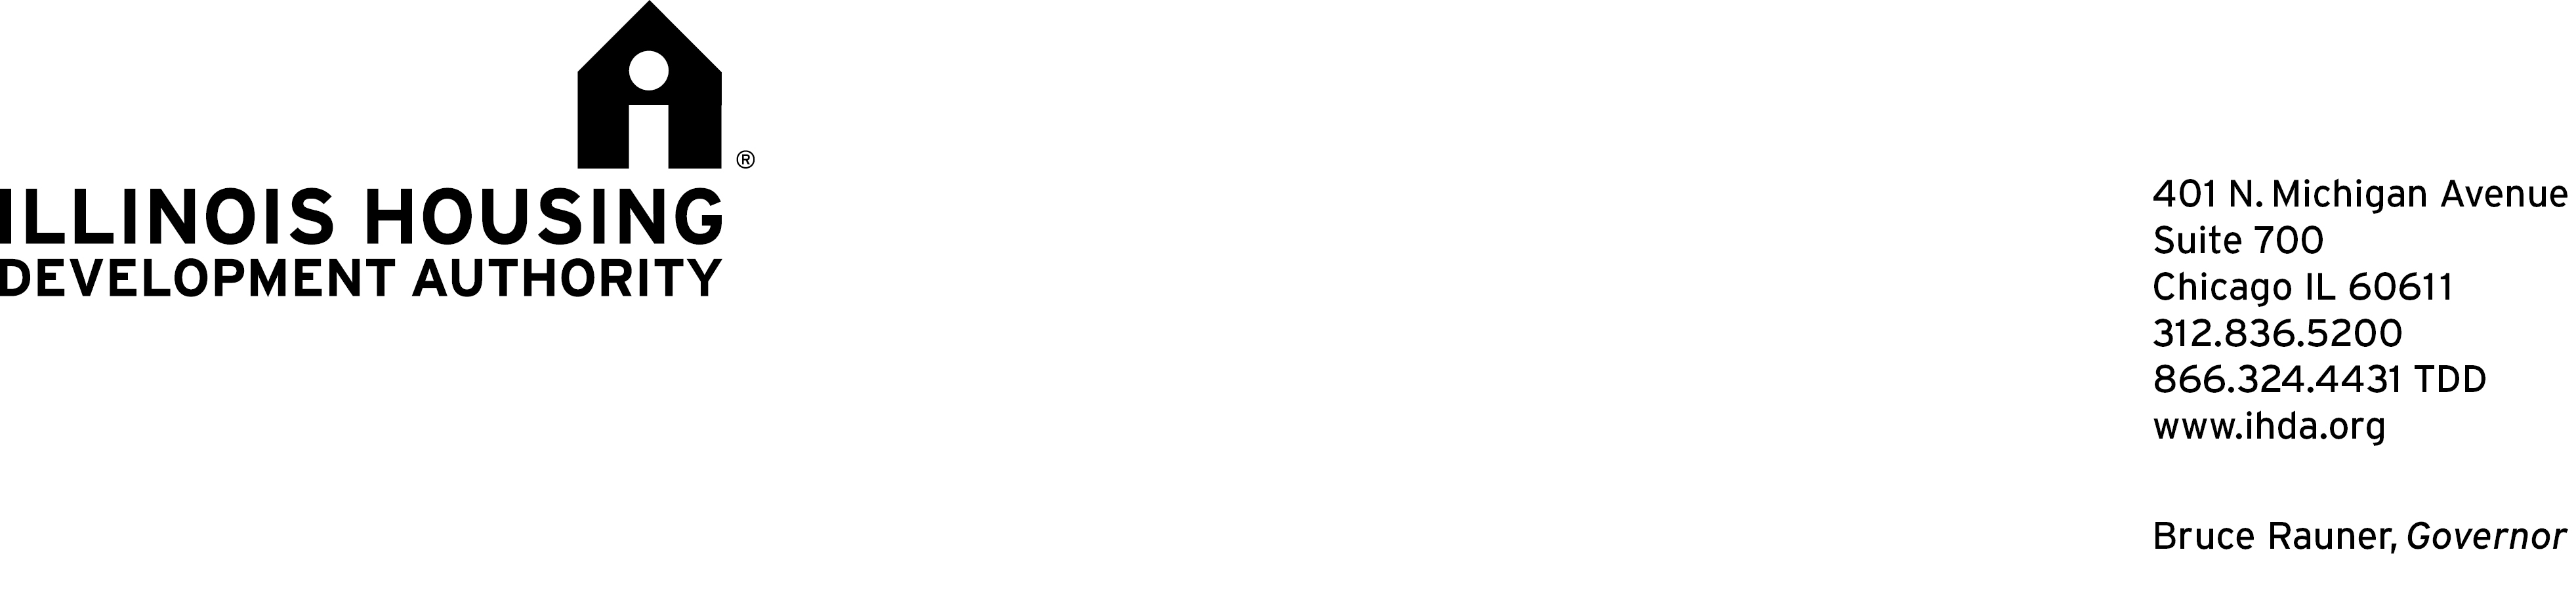 ®
ILLINOIS HOUSING
DEVELOPMENT AUTHORITY
401 N. Michigan Avenue
Suite 700
Chicago IL 60611
312.836.5200
866.324.4431 TDD
www.ihda.org
Bruce Rauner, Governor